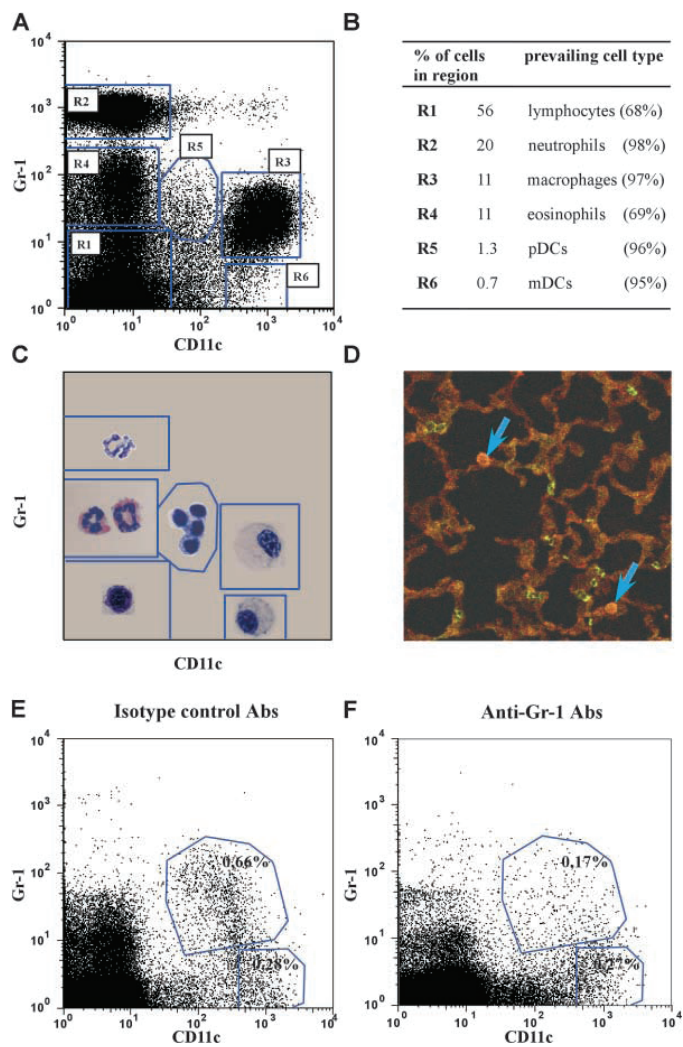 A
10^4
10^3
10^2
10^1
10^0
Gr-1
R2
R4
R1
R5
R3
R6
10^0 10^1 10^2 10^3 10^4
CD11c
B
% of cells in region prevailing cell type
R1 56 lymphocytes (68%)
R2 20 neutrophils (98%)
R3 11 macrophages (97%)
R4 11 eosinophils (69%)
R5 1.3 pDCs (96%)
R6 0.7 mDCs (95%)
C
Gr-1
CD11c
D
E Isotype control Abs
10^4
10^3
10^2
10^1
10^0
Gr-1
0.66%
0.28%
10^0 10^1 10^2 10^3 10^4
CD11c
F Anti-Gr-1 Abs
10^4
10^3
10^2
10^1
10^0
Gr-1
0.17%
0.27%
10^0 10^1 10^2 10^3 10^4
CD11c